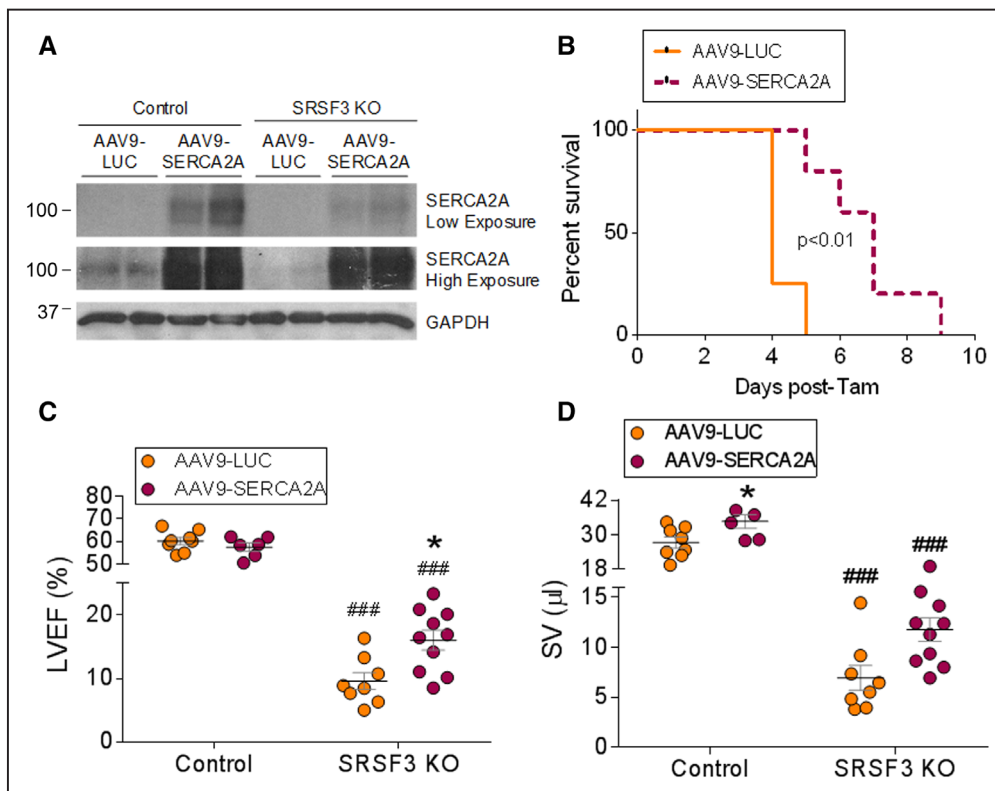 A
Control SRSF3 KO
AAV9- AAV9- AAV9- AAV9-
LUC SERCA2A LUC SERCA2A
100 SERCA2A
Low Exposure
100 SERCA2A
High Exposure
37
GAPDH
B
AAV9-LUC
AAV9-SERCA2A
Percent survival
100
50
0
p<0.01
0 2 4 6 8 10
Days post-Tam
C
AAV9-LUC
AAV9-SERCA2A
LVEF (%)
80
70
60
50
20
10
0
*
###
###
Control SRSF3 KO
D
AAV9-LUC
AAV9-SERCA2A
SV (µl)
42
30
18
15
10
5
0
*
###
###
Control SRSF3 KO